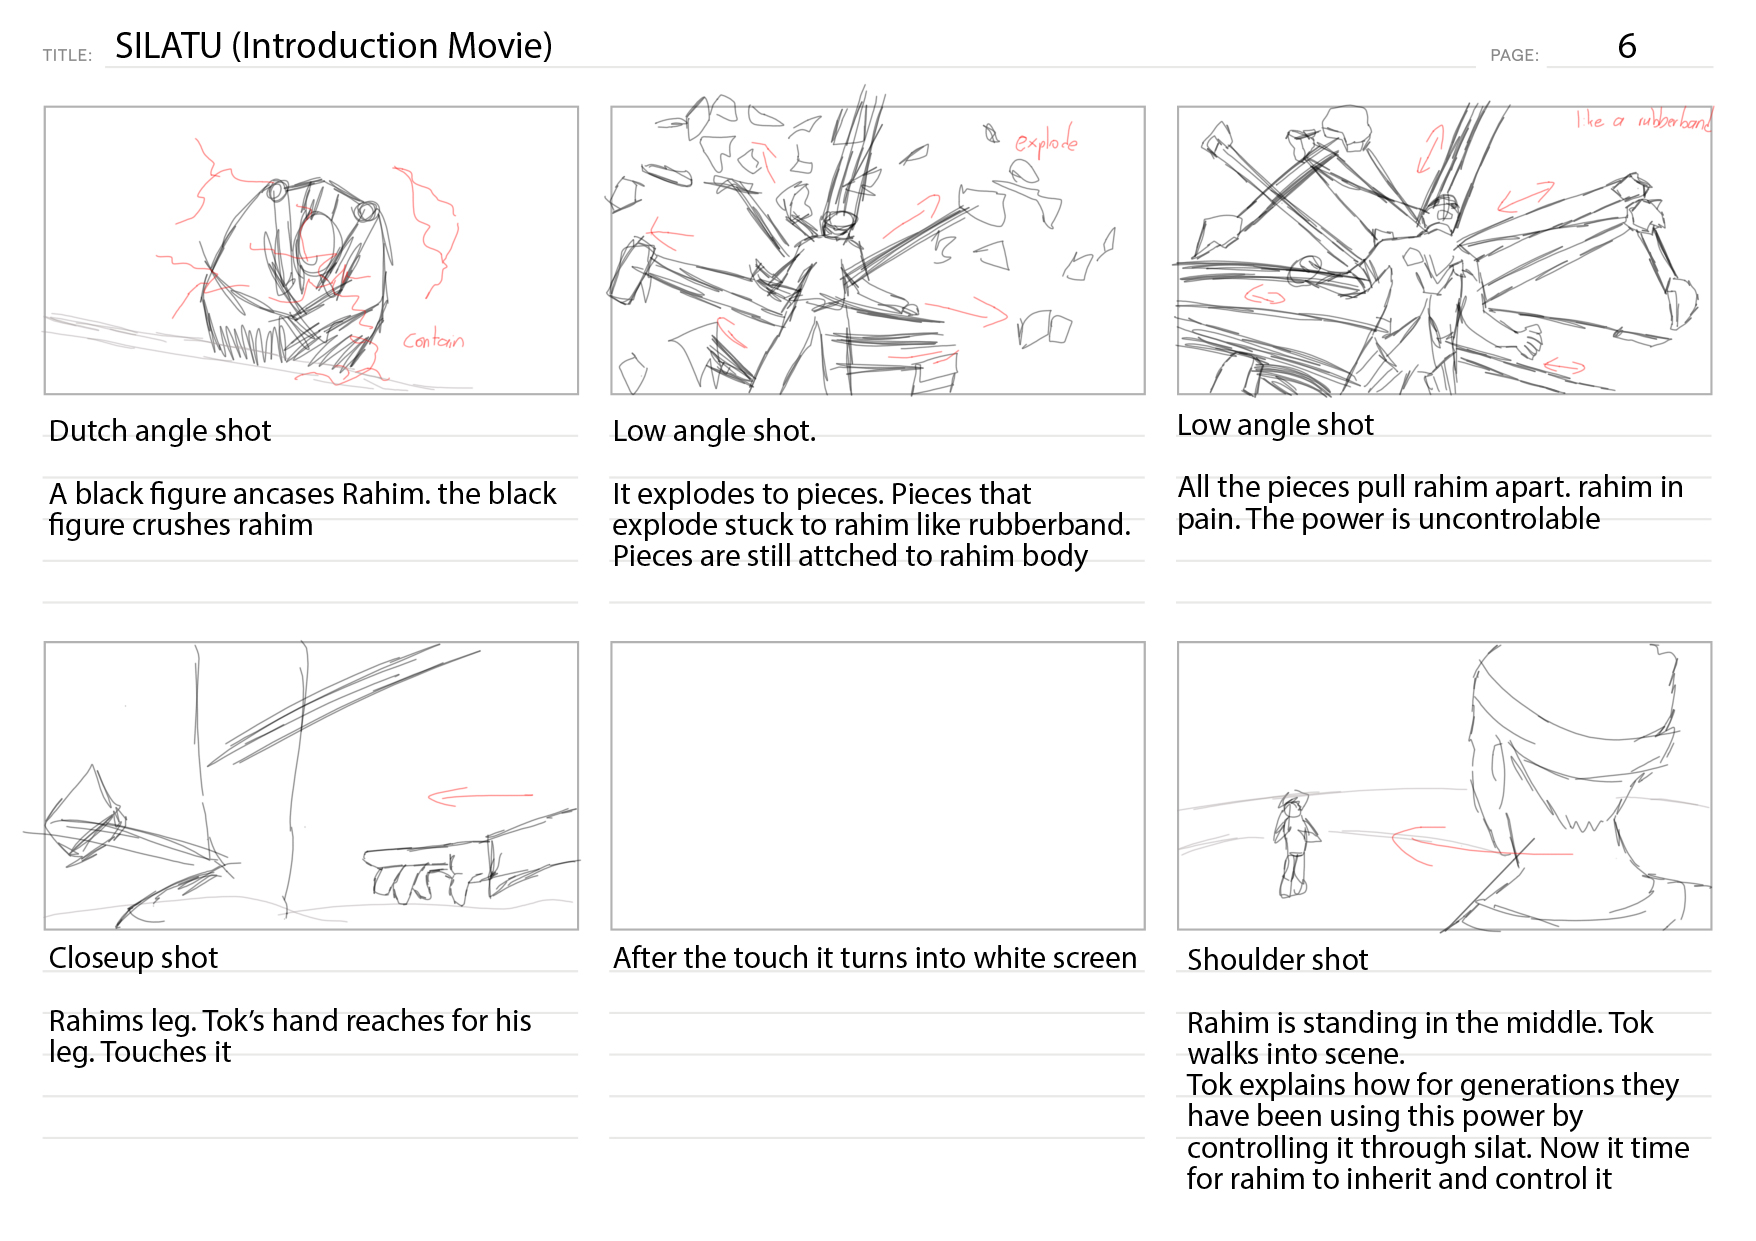 TITLE: SILATU (Introduction Movie) PAGE: 6
contain
explode
like a rubberband
Dutch angle shot
A black figure ancases Rahim. the black
figure crushes rahim
Low angle shot.
It explodes to pieces. Pieces that
explode stuck to rahim like rubberband.
Pieces are still attched to rahim body
Low angle shot
All the pieces pull rahim apart. rahim in
pain. The power is uncontrolable
Closeup shot
Rahims leg. Tok’s hand reaches for his
leg. Touches it
After the touch it turns into white screen
Shoulder shot
Rahim is standing in the middle. Tok
walks into scene.
Tok explains how for generations they
have been using this power by
controlling it through silat. Now it time
for rahim to inherit and control it